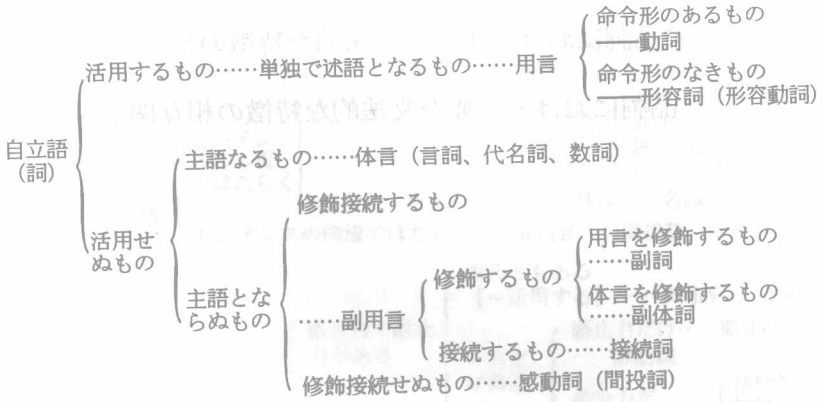 命令形のあるもの
──動詞
活用するもの……単独で述語となるもの……用言
命令形のなきもの
──形容詞（形容動詞）
自立語
（詞）
主語なるもの……体言（言詞、代名詞、数詞）
修飾接続するもの
活用せ
ぬもの
用言を修飾するもの
……副詞
修飾するもの
体言を修飾するもの
……副体詞
主語とな
らぬもの
……副用言
接続するもの……接続詞
修飾接続せぬもの……感動詞（間投詞）